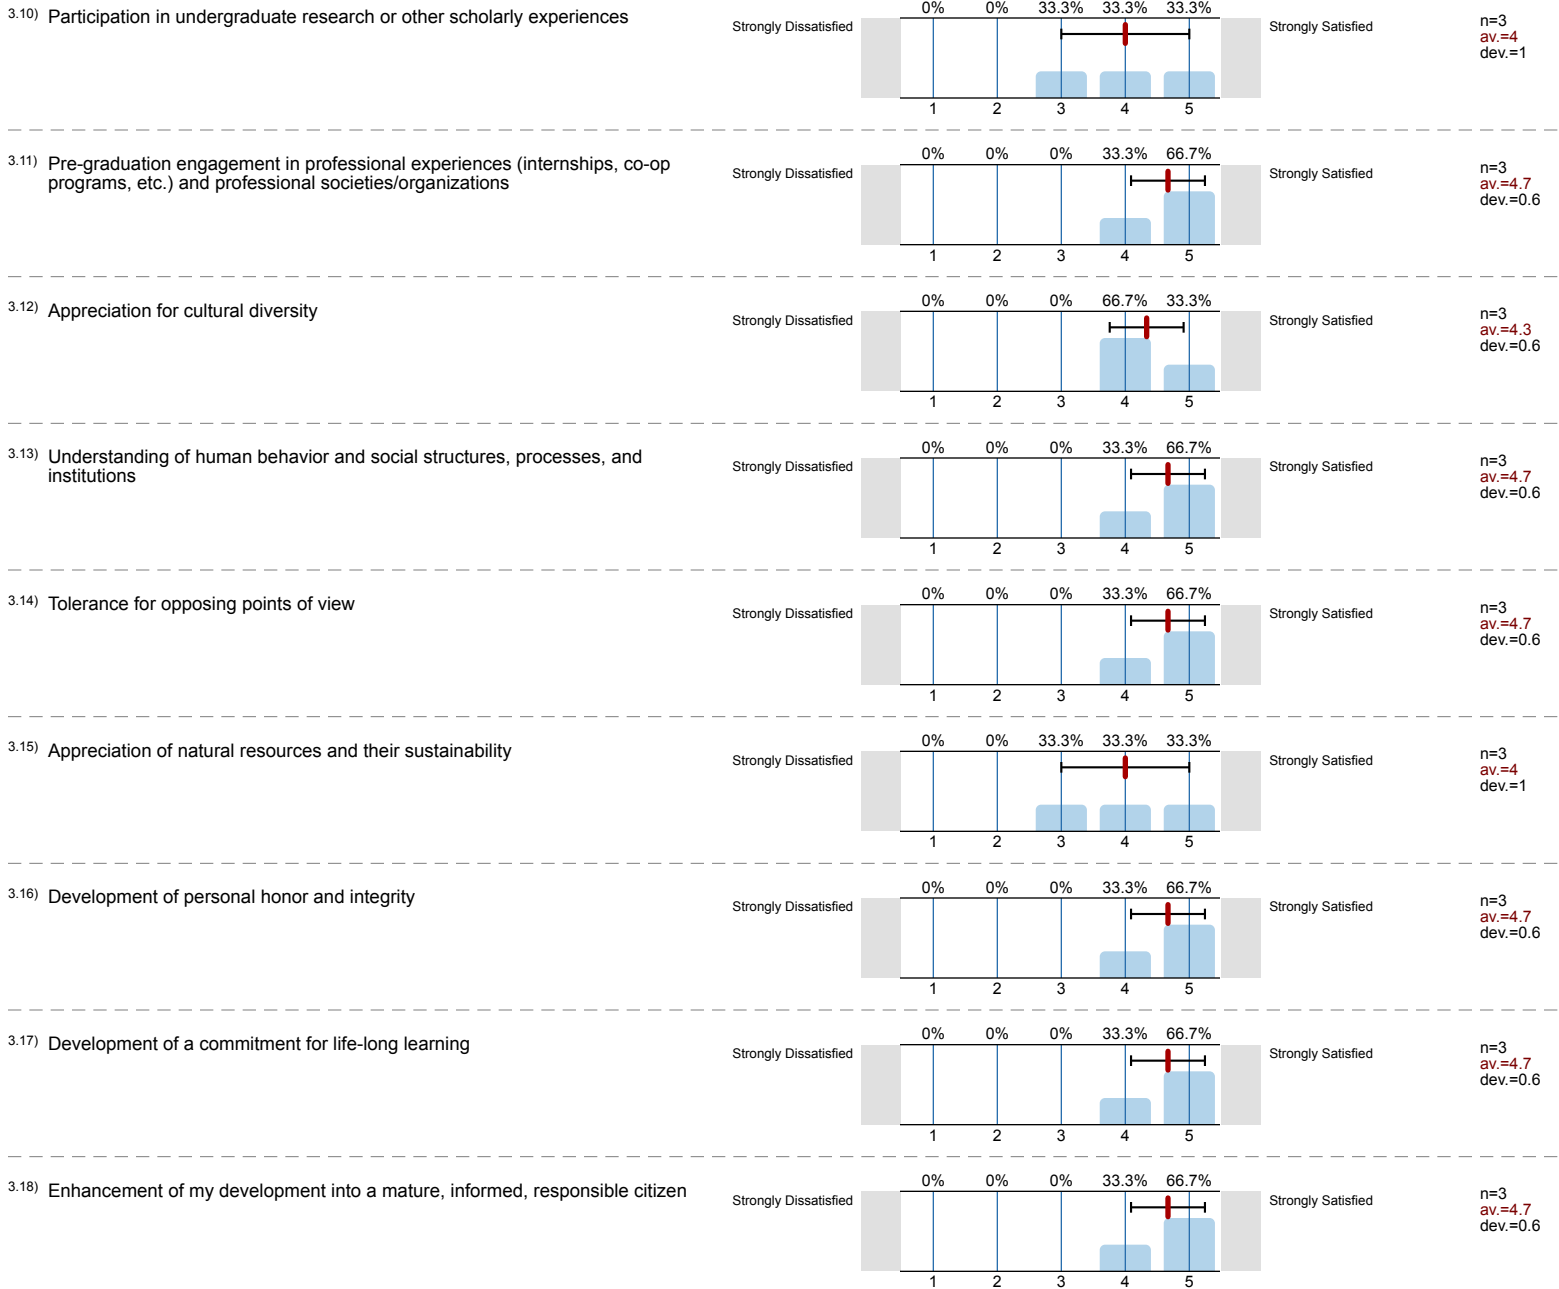 3.10) Participation in undergraduate research or other scholarly experiences
Strongly Dissatisfied
0% 0% 33.3% 33.3% 33.3%
1 2 3 4 5
Strongly Satisfied
n=3
av.=4
dev.=1
3.11) Pre-graduation engagement in professional experiences (internships, co-op
programs, etc.) and professional societies/organizations
Strongly Dissatisfied
0% 0% 0% 33.3% 66.7%
1 2 3 4 5
Strongly Satisfied
n=3
av.=4.7
dev.=0.6
3.12) Appreciation for cultural diversity
Strongly Dissatisfied
0% 0% 0% 66.7% 33.3%
1 2 3 4 5
Strongly Satisfied
n=3
av.=4.3
dev.=0.6
3.13) Understanding of human behavior and social structures, processes, and
institutions
Strongly Dissatisfied
0% 0% 0% 33.3% 66.7%
1 2 3 4 5
Strongly Satisfied
n=3
av.=4.7
dev.=0.6
3.14) Tolerance for opposing points of view
Strongly Dissatisfied
0% 0% 0% 33.3% 66.7%
1 2 3 4 5
Strongly Satisfied
n=3
av.=4.7
dev.=0.6
3.15) Appreciation of natural resources and their sustainability
Strongly Dissatisfied
0% 0% 33.3% 33.3% 33.3%
1 2 3 4 5
Strongly Satisfied
n=3
av.=4
dev.=1
3.16) Development of personal honor and integrity
Strongly Dissatisfied
0% 0% 0% 33.3% 66.7%
1 2 3 4 5
Strongly Satisfied
n=3
av.=4.7
dev.=0.6
3.17) Development of a commitment for life-long learning
Strongly Dissatisfied
0% 0% 0% 33.3% 66.7%
1 2 3 4 5
Strongly Satisfied
n=3
av.=4.7
dev.=0.6
3.18) Enhancement of my development into a mature, informed, responsible citizen
Strongly Dissatisfied
0% 0% 0% 33.3% 66.7%
1 2 3 4 5
Strongly Satisfied
n=3
av.=4.7
dev.=0.6